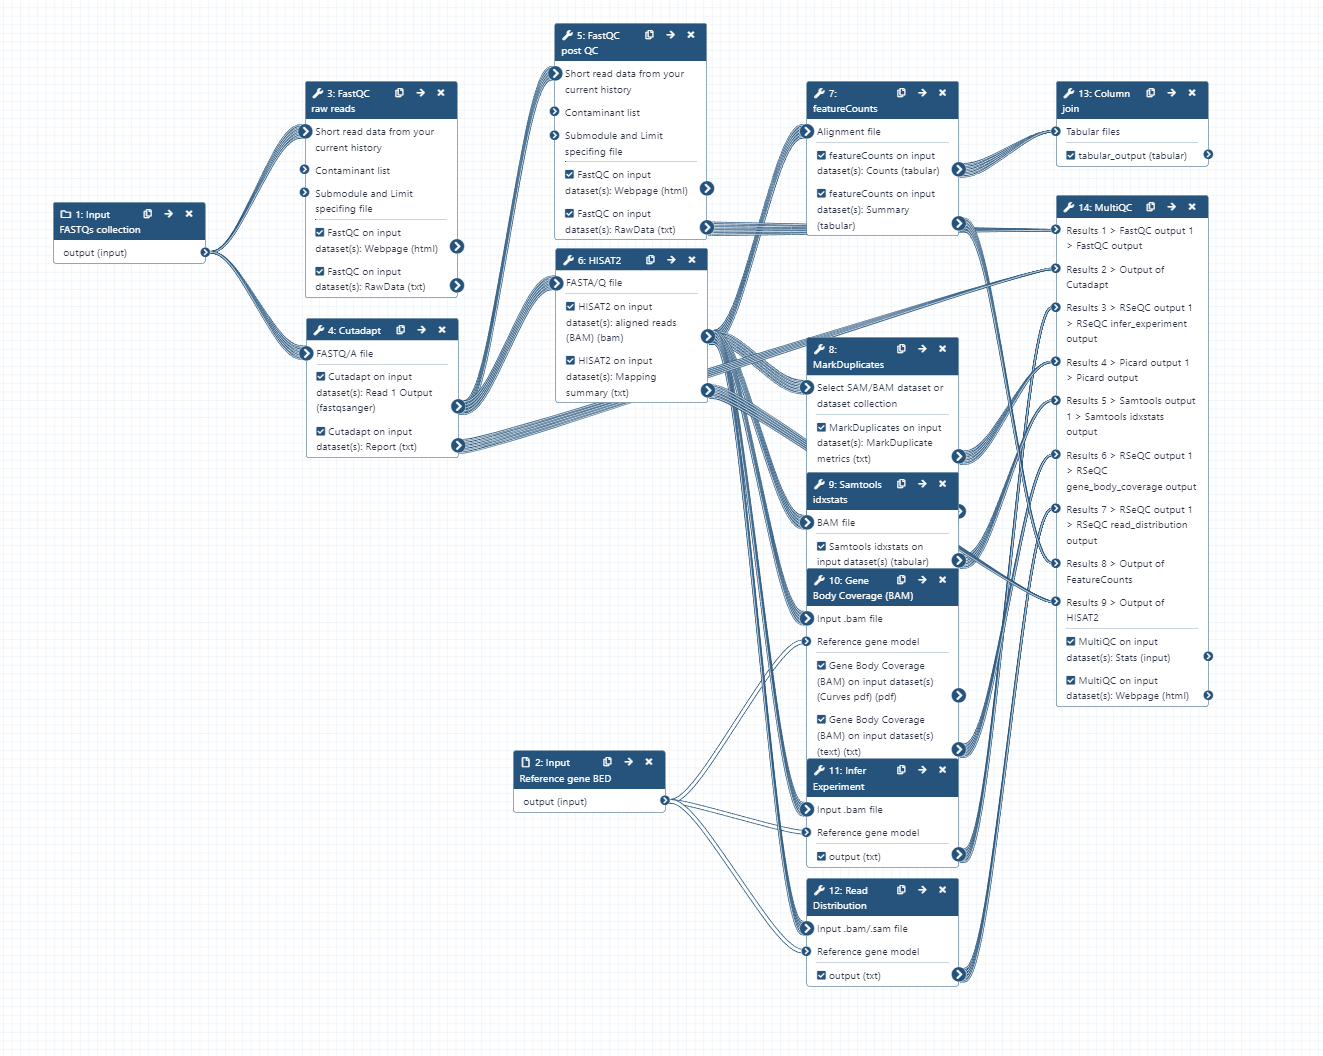 1: Input
FASTQs collection
output (input)
3: FastQC
raw reads
Short read data from your
current history
Contaminant list
Submodule and Limit
specifing file
FastQC on input
dataset(s): Webpage (html)
FastQC on input
dataset(s): RawData (txt)
4: Cutadapt
FASTQ/A file
Cutadapt on input
dataset(s): Read 1 Output
(fastqsanger)
Cutadapt on input
dataset(s): Report (txt)
5: FastQC
post QC
Short read data from your
current history
Contaminant list
Submodule and Limit
specifing file
FastQC on input
dataset(s): Webpage (html)
FastQC on input
dataset(s): RawData (txt)
6: HISAT2
FASTA/Q file
HISAT2 on input
dataset(s): aligned reads
(BAM) (bam)
HISAT2 on input
dataset(s): Mapping
summary (txt)
2: Input
Reference gene BED
output (input)
7:
featureCounts
Alignment file
featureCounts on input
dataset(s): Counts (tabular)
featureCounts on input
dataset(s): Summary
(tabular)
8:
MarkDuplicates
Select SAM/BAM dataset or
dataset collection
MarkDuplicates on input
dataset(s): MarkDuplicate
metrics (txt)
9: Samtools
idxstats
BAM file
Samtools idxstats on
input dataset(s) (tabular)
10: Gene
Body Coverage (BAM)
Input .bam file
Reference gene model
Gene Body Coverage
(BAM) on input dataset(s)
(Curves pdf) (pdf)
Gene Body Coverage
(BAM) on input dataset(s)
(text) (txt)
11: Infer
Experiment
Input .bam file
Reference gene model
output (txt)
12: Read
Distribution
Input .bam/.sam file
Reference gene model
output (txt)
13: Column
join
Tabular files
tabular_output (tabular)
14: MultiQC
Results 1 > FastQC output 1
> FastQC output
Results 2 > Output of
Cutadapt
Results 3 > RSeQC output 1
> RSeQC infer_experiment
output
Results 4 > Picard output 1
> Picard output
Results 5 > Samtools output
1 > Samtools idxstats
output
Results 6 > RSeQC output 1
> RSeQC
gene_body_coverage output
Results 7 > RSeQC output 1
> RSeQC read_distribution
output
Results 8 > Output of
FeatureCounts
Results 9 > Output of
HISAT2
MultiQC on input
dataset(s): Stats (input)
MultiQC on input
dataset(s): Webpage (html)